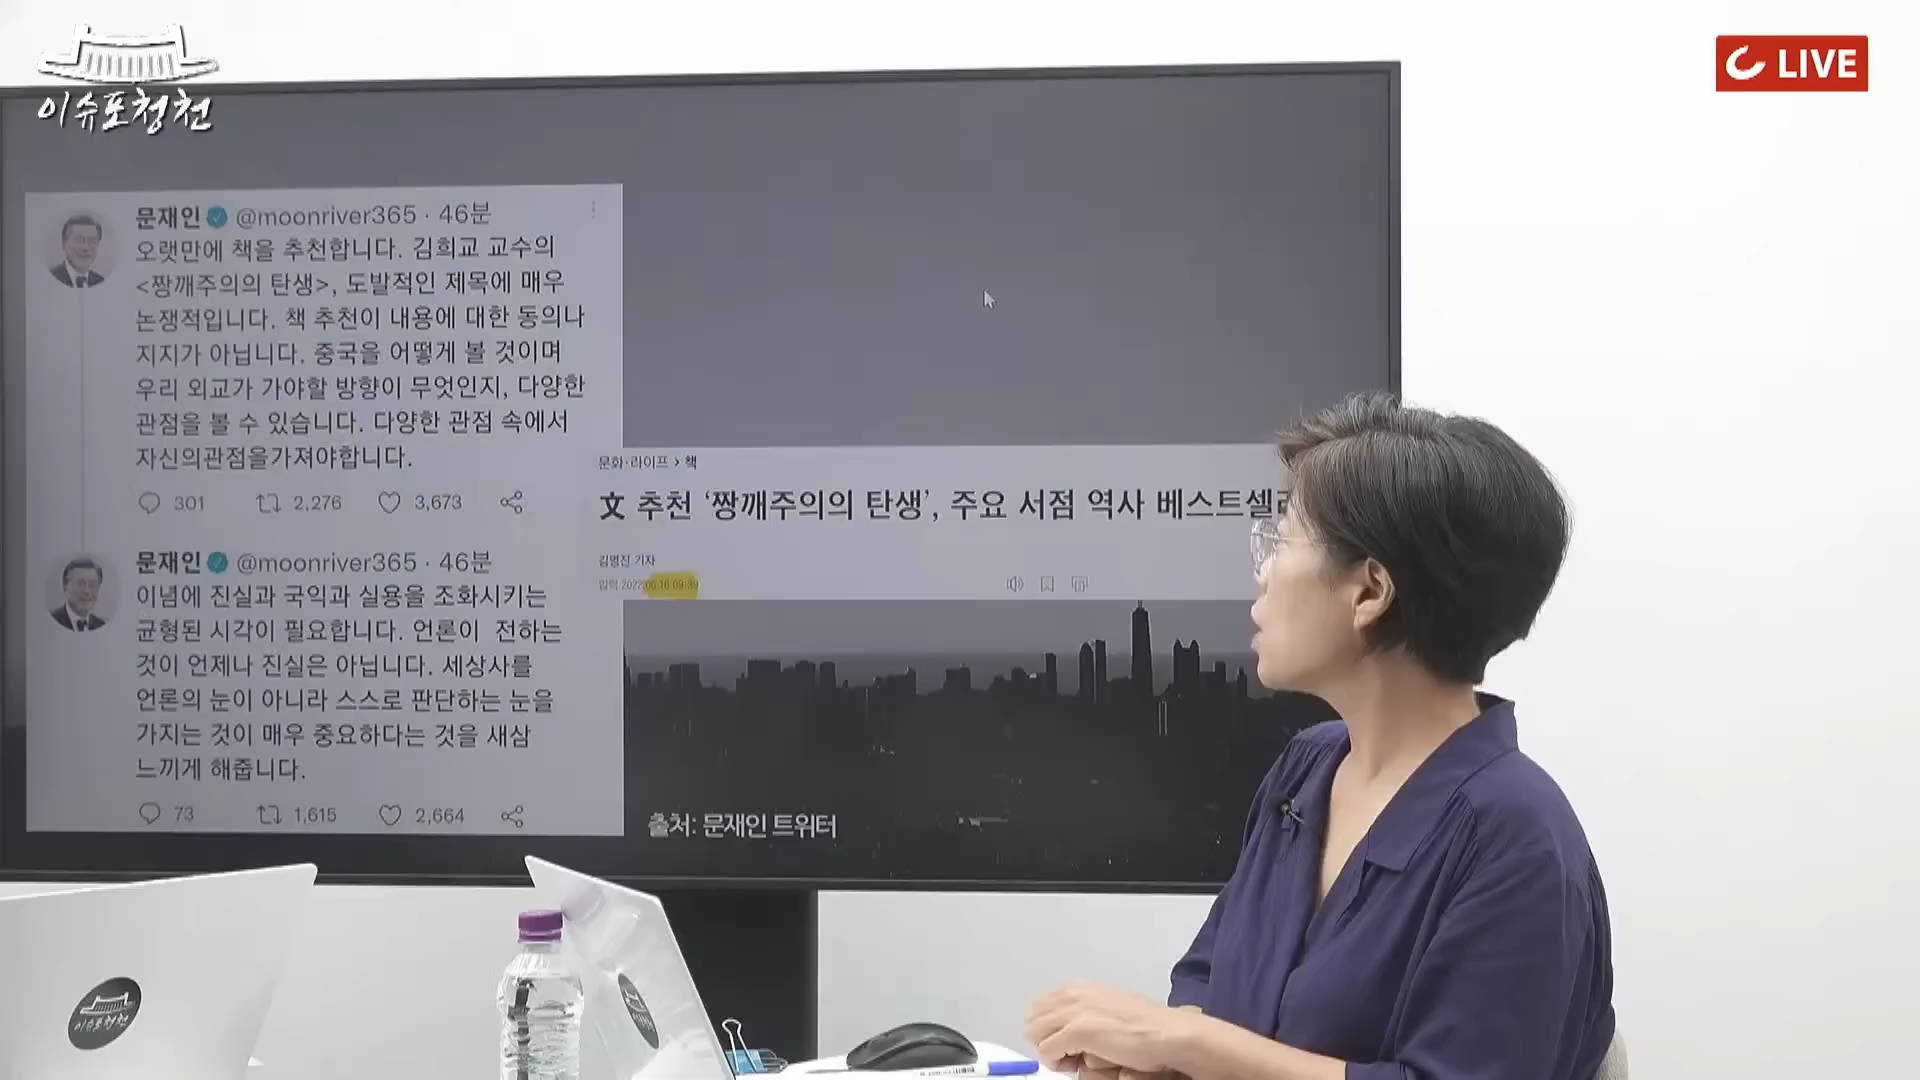 이슈포청천
LIVE
문재인 @moonriver365 · 46분
오랫만에 책을 추천합니다. 김희교 교수의
<짱깨주의의 탄생>, 도발적인 제목에 매우
논쟁적입니다. 책 추천이 내용에 대한 동의나
지지가 아닙니다. 중국을 어떻게 볼 것이며
우리 외교가 가야할 방향이 무엇인지, 다양한
관점을 볼 수 있습니다. 다양한 관점 속에서
자신의관점을가져야합니다.
301 2,276 3,673
문재인 @moonriver365 · 46분
이념에 진실과 국익과 실용을 조화시키는
균형된 시각이 필요합니다. 언론이 전하는
것이 언제나 진실은 아닙니다. 세상사를
언론의 눈이 아니라 스스로 판단하는 눈을
가지는 것이 매우 중요하다는 것을 새삼
느끼게 해줍니다.
73 1,615 2,664
문화·라이프 > 책
文 추천 ‘짱깨주의의 탄생’, 주요 서점 역사 베스트셀
김명진 기자
입력 2022.06.16 09:39
출처: 문재인 트위터
이슈포청천